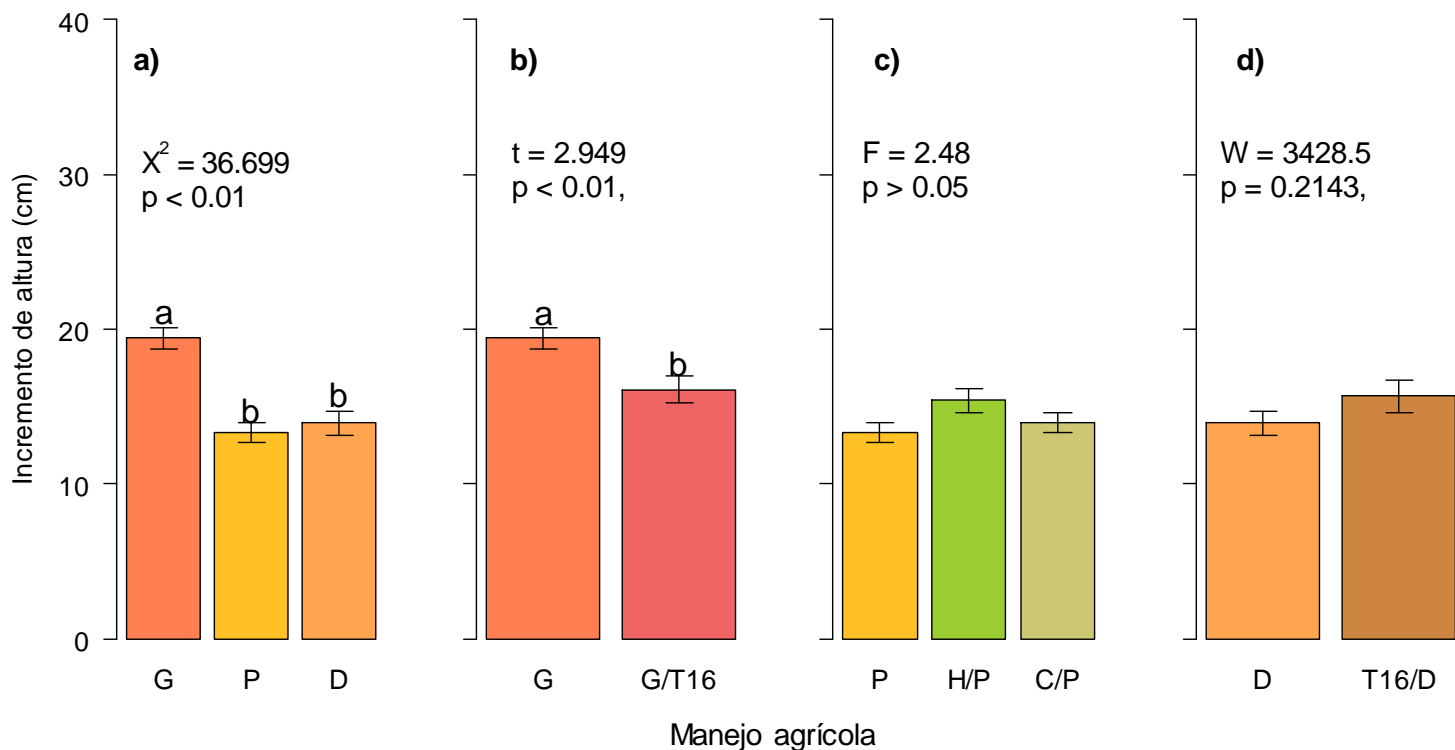 Incremento de altura (cm)
40
30
20
10
0
a)
X² = 36.699
p < 0.01
a
b
b
G P D
b)
t = 2.949
p < 0.01,
a
b
G G/T16
c)
F = 2.48
p > 0.05
P H/P C/P
d)
W = 3428.5
p = 0.2143,
D T16/D
Manejo agrícola